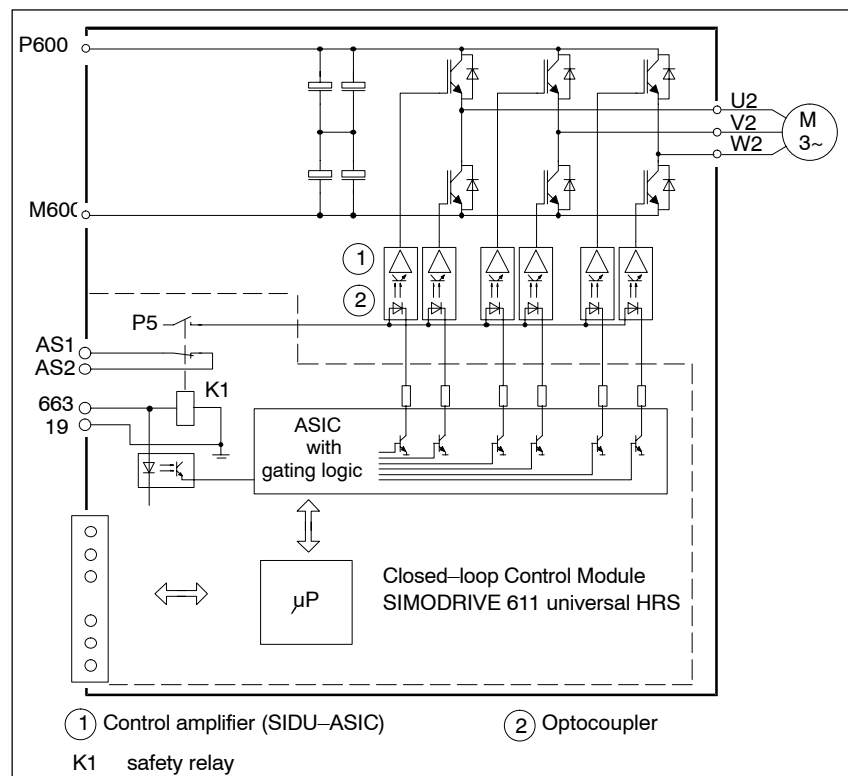 P600
U2
V2
W2
M
3~
M600
1
2
P5
AS1
AS2
K1
663
19
ASIC
with
gating logic
µP
Closed–loop Control Module
SIMODRIVE 611 universal HRS
1 Control amplifier (SIDU–ASIC)
2 Optocoupler
K1 safety relay